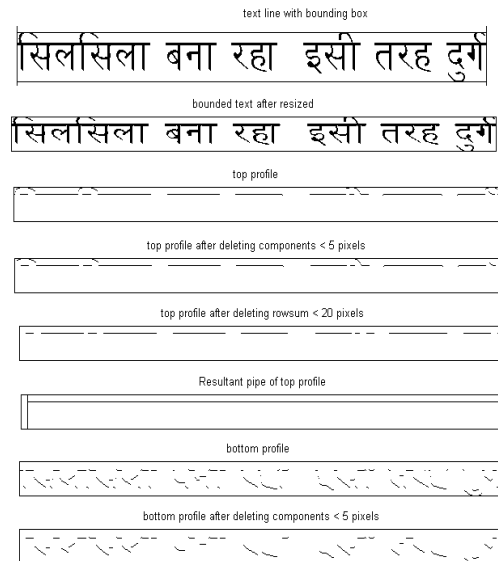 text line with bounding box
सिलसिला बना रहा इसी तरह दुर्ग
bounded text after resized
सिलसिला बना रहा इसी तरह दुर्ग
top profile
top profile after deleting components < 5 pixels
top profile after deleting rowsum < 20 pixels
Resultant pipe of top profile
bottom profile
bottom profile after deleting components < 5 pixels